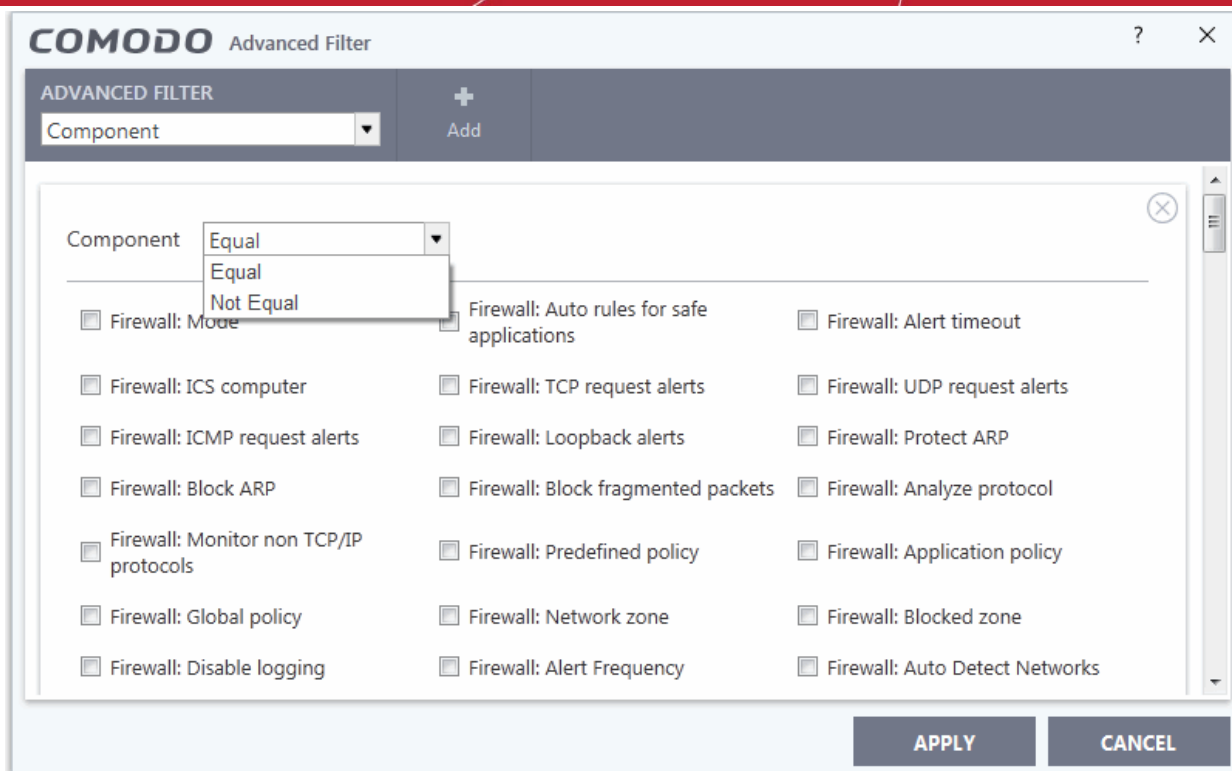 COMODO Advanced Filter ?
ADVANCED FILTER
Component
Add
Component Equal
Equal
Not Equal
Firewall: Mode
Firewall: Auto rules for safe
applications
Firewall: Alert timeout
Firewall: ICS computer
Firewall: TCP request alerts
Firewall: UDP request alerts
Firewall: ICMP request alerts
Firewall: Loopback alerts
Firewall: Protect ARP
Firewall: Block ARP
Firewall: Block fragmented packets
Firewall: Analyze protocol
Firewall: Monitor non TCP/IP
protocols
Firewall: Predefined policy
Firewall: Application policy
Firewall: Global policy
Firewall: Network zone
Firewall: Blocked zone
Firewall: Disable logging
Firewall: Alert Frequency
Firewall: Auto Detect Networks
APPLY
CANCEL